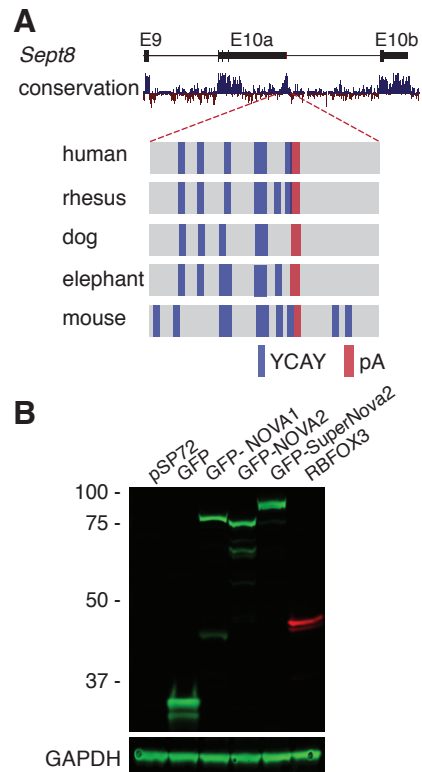 A
E9 E10a E10b
Sept8
conservation
human
rhesus
dog
elephant
mouse
YCAY pA
B
pSP72
GFP
GFP- NOVA1
GFP-NOVA2
GFP-SuperNova2
RBFOX3
100 -
75 -
50 -
37 -
GAPDH